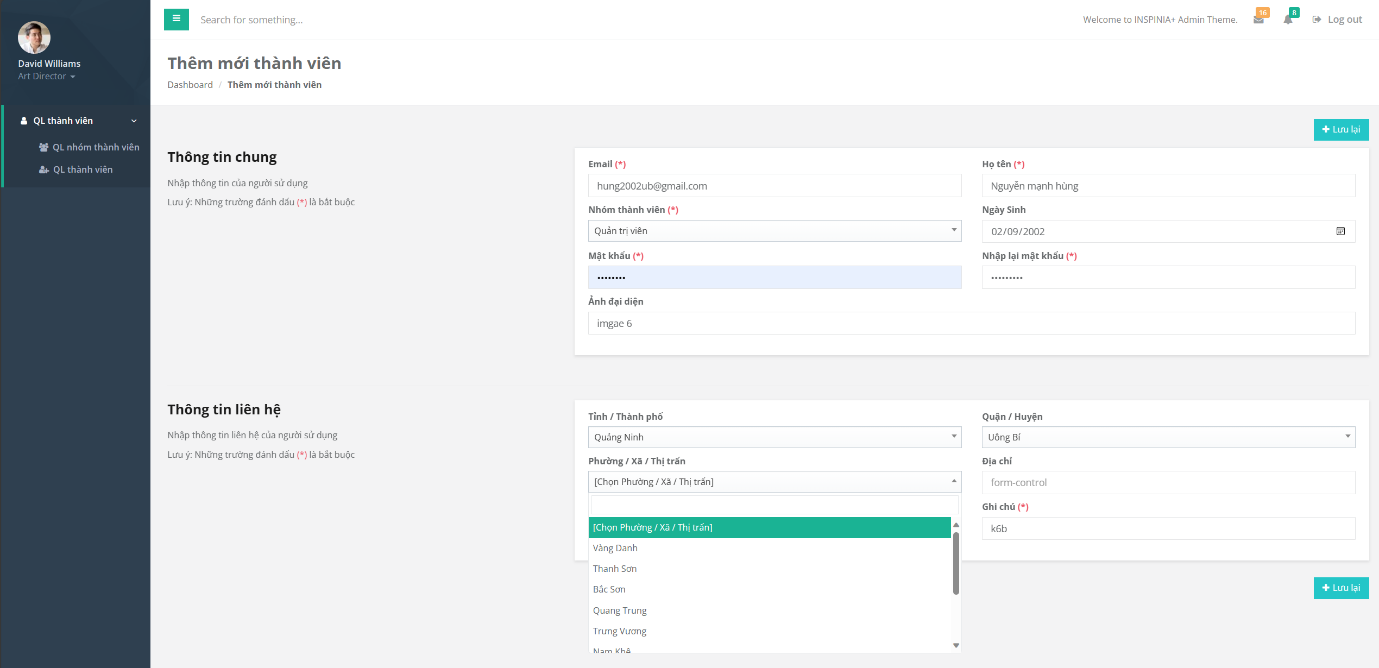 David Williams
Art Director
QL thành viên
QL nhóm thành viên
QL thành viên
Search for something...
Welcome to INSPINIA+ Admin Theme.
16
8
Log out
Thêm mới thành viên
Dashboard / Thêm mới thành viên
Lưu lại
Thông tin chung
Nhập thông tin của người sử dụng
Lưu ý: Những trường đánh dấu (*) là bắt buộc
Email (*)
Họ tên (*)
hung2002ub@gmail.com
Nguyễn mạnh hùng
Nhóm thành viên (*)
Ngày Sinh
Quản trị viên
02/09/2002
Mật khẩu (*)
Nhập lại mật khẩu (*)
••••••••
•••••••••
Ảnh đại diện
imgae 6
Thông tin liên hệ
Nhập thông tin liên hệ của người sử dụng
Lưu ý: Những trường đánh dấu (*) là bắt buộc
Tỉnh / Thành phố
Quận / Huyện
Quảng Ninh
Uông Bí
Phường / Xã / Thị trấn
Địa chỉ
[Chọn Phường / Xã / Thị trấn]
form-control
Ghi chú (*)
k6b
[Chọn Phường / Xã / Thị trấn]
Vàng Danh
Thanh Sơn
Bắc Sơn
Quang Trung
Trưng Vương
Nam Khê
Lưu lại